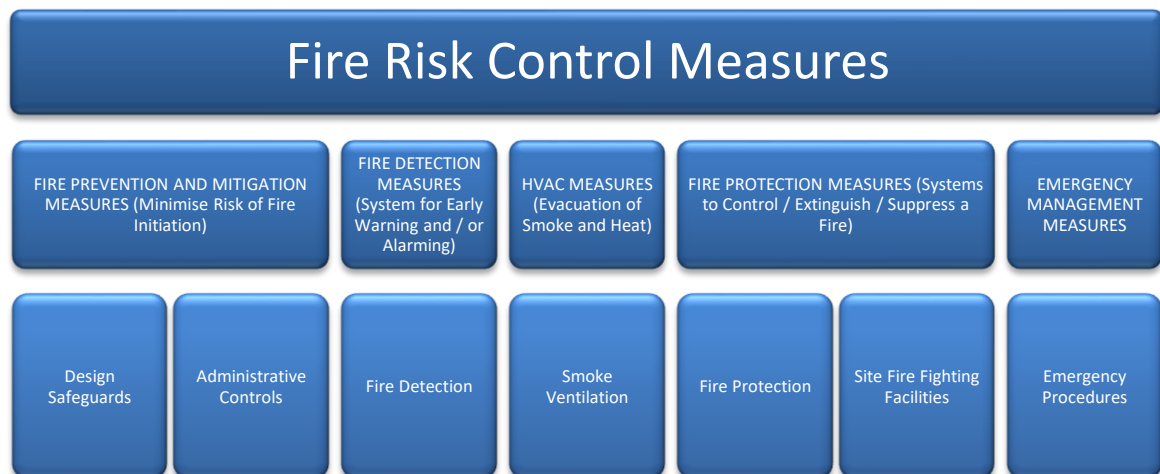 Fire Risk Control Measures
FIRE PREVENTION AND MITIGATION
MEASURES (Minimise Risk of Fire
Initiation)
FIRE DETECTION
MEASURES
(System for Early
Warning and / or
Alarming)
HVAC MEASURES
(Evacuation of
Smoke and Heat)
FIRE PROTECTION MEASURES (Systems
to Control / Extinguish / Suppress a
Fire)
EMERGENCY
MANAGEMENT
MEASURES
Design
Safeguards
Administrative
Controls
Fire Detection
Smoke
Ventilation
Fire Protection
Site Fire Fighting
Facilities
Emergency
Procedures